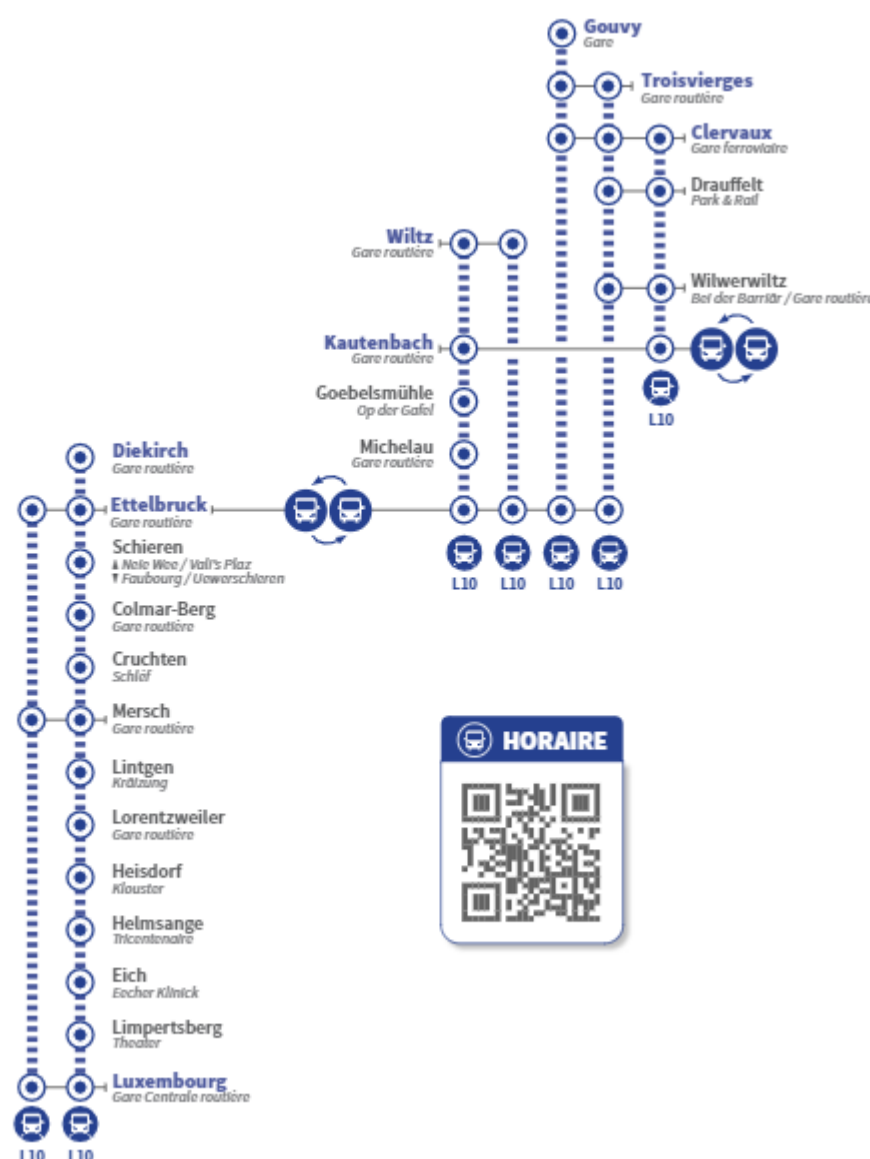 Gouvy
Gare
Troisvierges
Gare routière
Clervaux
Gare ferroviaire
Drauffelt
Park & Rail
Wiltz
Gare routière
Wilwerwiltz
Bei der Barriär / Gare routière
Kautenbach
Gare routière
L10
Goebelsmühle
Op der Gafel
Michelau
Gare routière
Diekirch
Gare routière
Ettelbruck
Gare routière
L10 L10 L10 L10
Schieren
▲ Neie Wee / Vali's Plaz
▼ Faubourg / Uewerschieren
Colmar-Berg
Gare routière
Cruchten
Schlëf
Mersch
Gare routière
Lintgen
Kräizung
Lorentzweiler
Gare routière
Heisdorf
Klouster
Helmsange
Tricentenaire
Eich
Eecher Klinick
Limpertsberg
Theater
Luxembourg
Gare Centrale routière
L10 L10
HORAIRE